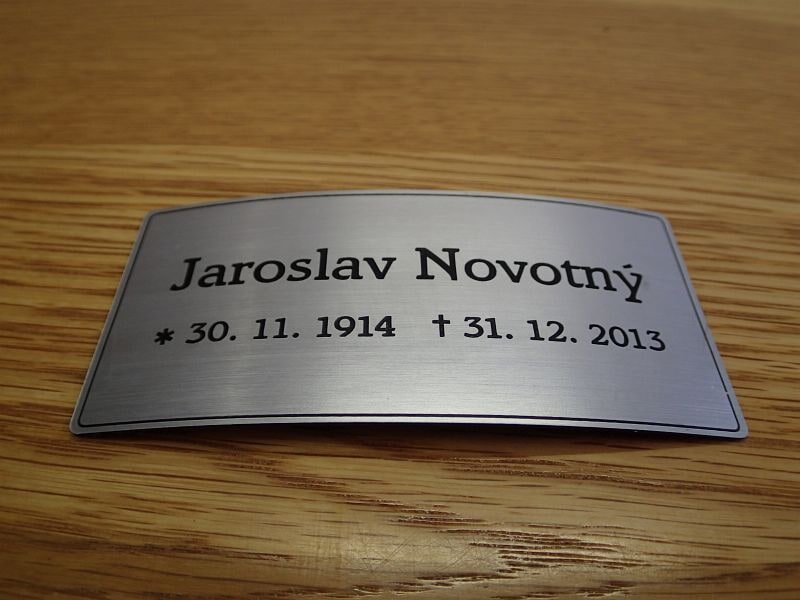 Jaroslav Novotný
* 30. 11. 1914 † 31. 12. 2013